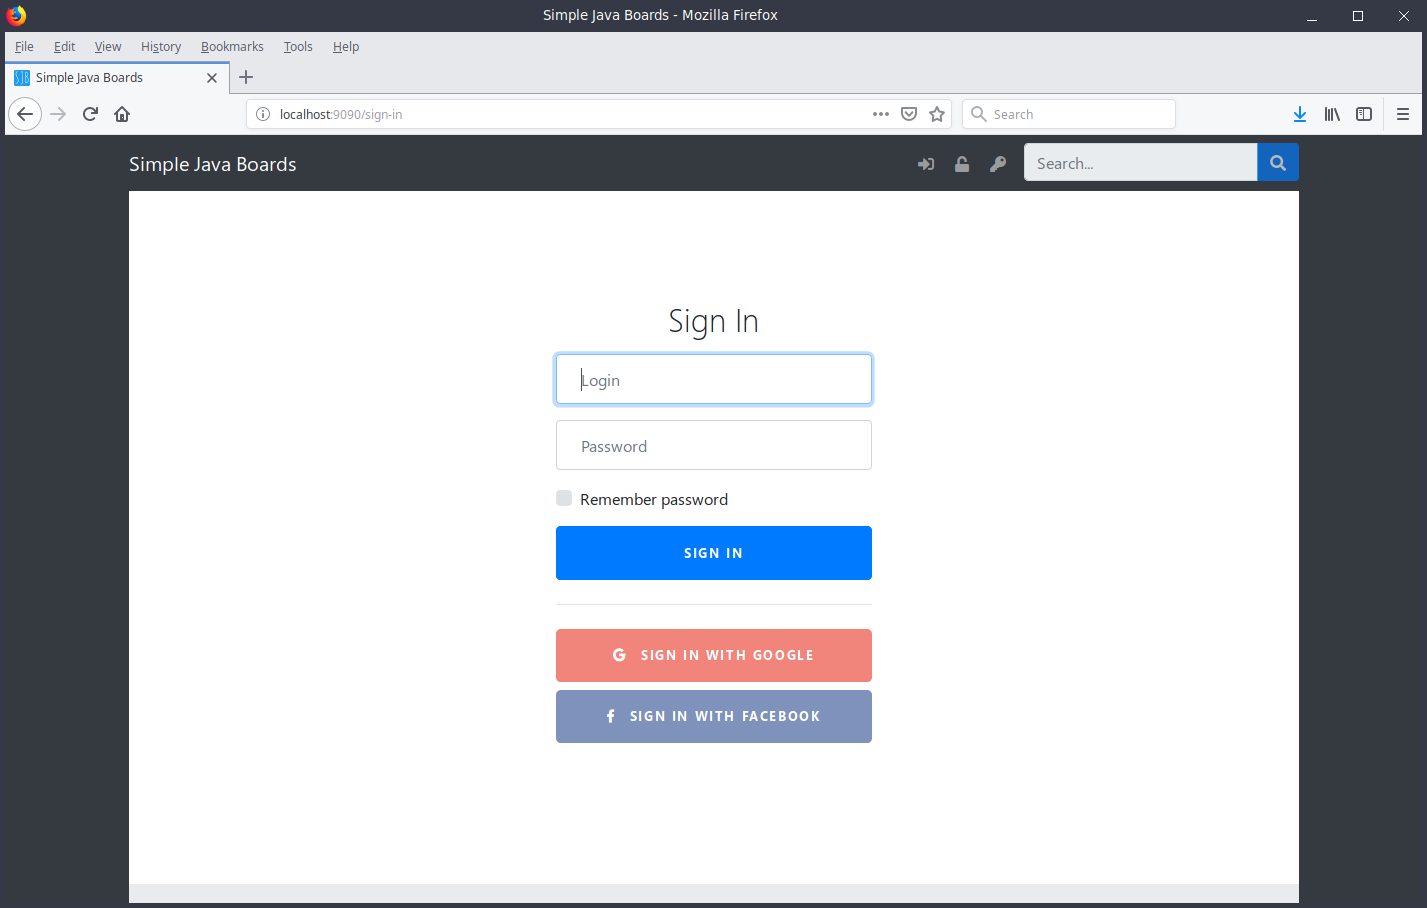 Simple Java Boards - Mozilla Firefox
File Edit View History Bookmarks Tools Help
SJB Simple Java Boards
localhost:9090/sign-in Search
Simple Java Boards Search...
Sign In
Login
Password
Remember password
SIGN IN
G SIGN IN WITH GOOGLE
f SIGN IN WITH FACEBOOK